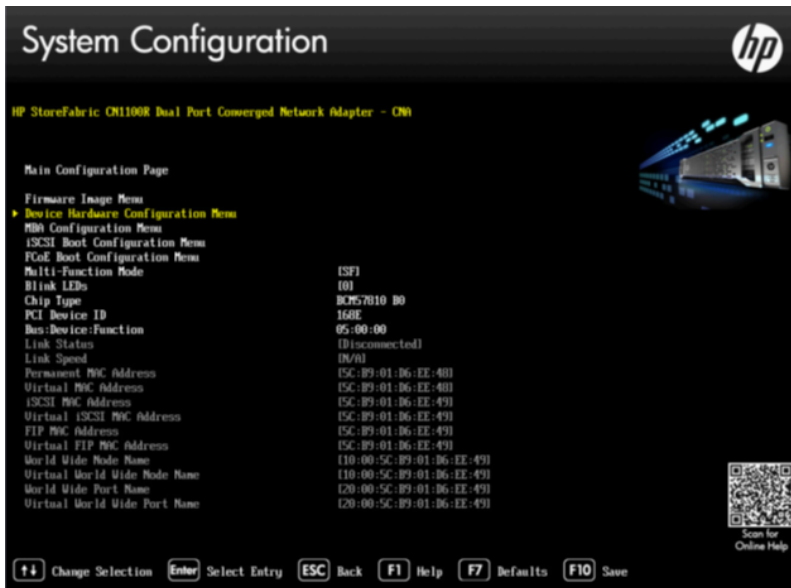 System Configuration
hp
HP StoreFabric CN1100R Dual Port Converged Network Adapter - CNA
Main Configuration Page
Firmware Image Menu
Device Hardware Configuration Menu
MBA Configuration Menu
iSCSI Boot Configuration Menu
FCoE Boot Configuration Menu
Multi-Function Mode [SF]
Blink LEDs [0]
Chip Type BCM57810 B0
PCI Device ID 168E
Bus:Device:Function 05:00:00
Link Status [Disconnected]
Link Speed [N/A]
Permanent MAC Address [5C:B9:01:D6:EE:48]
Virtual MAC Address [5C:B9:01:D6:EE:48]
iSCSI MAC Address [5C:B9:01:D6:EE:49]
Virtual iSCSI MAC Address [5C:B9:01:D6:EE:49]
FIP MAC Address [5C:B9:01:D6:EE:49]
Virtual FIP MAC Address [5C:B9:01:D6:EE:49]
World Wide Node Name [10:00:5C:B9:01:D6:EE:49]
Virtual World Wide Node Name [10:00:5C:B9:01:D6:EE:49]
World Wide Port Name [20:00:5C:B9:01:D6:EE:49]
Virtual World Wide Port Name [20:00:5C:B9:01:D6:EE:49]
Scan for
Online Help
↑↓ Change Selection Enter Select Entry ESC Back F1 Help F7 Defaults F10 Save